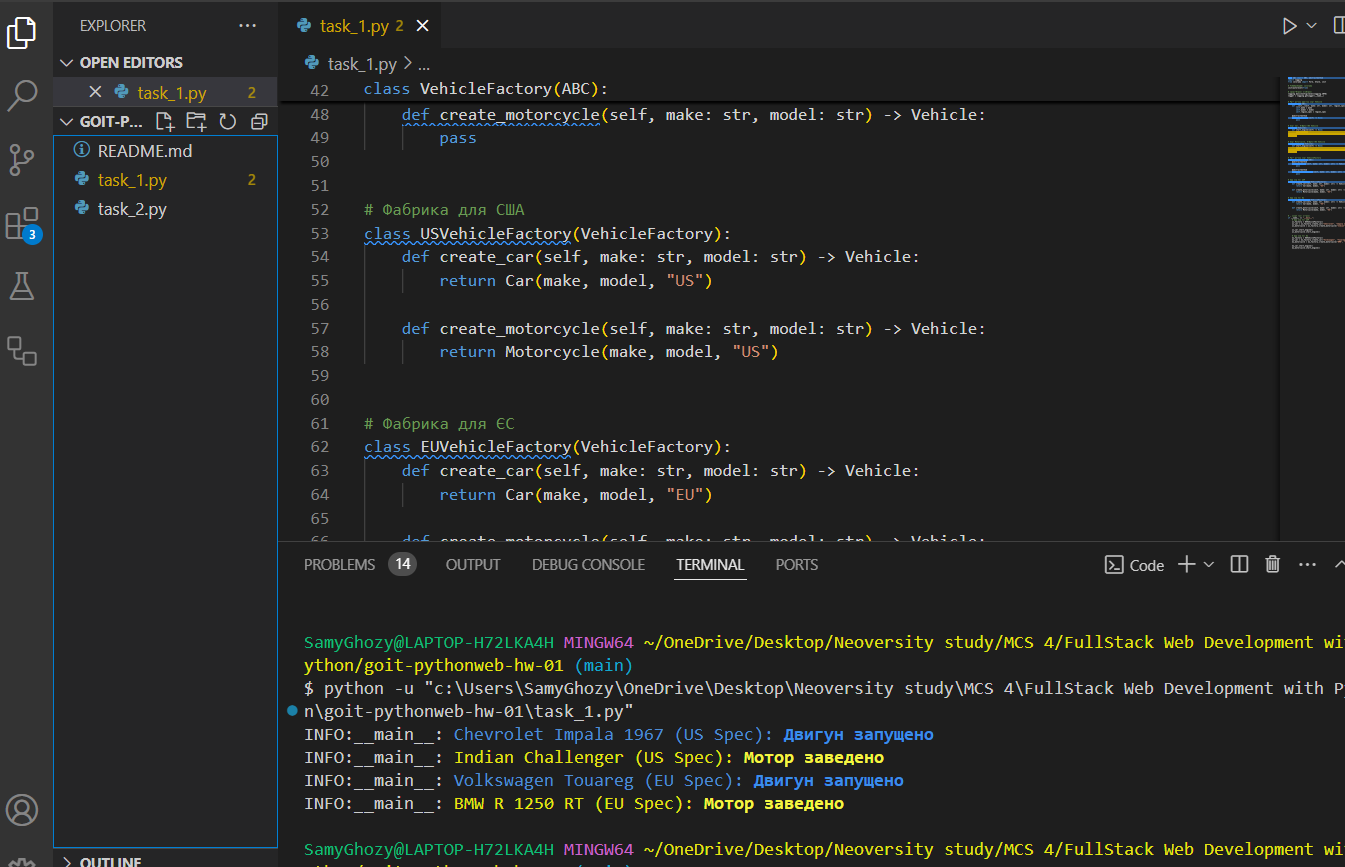 EXPLORER ...
OPEN EDITORS
task_1.py 2
GOIT-P...
README.md
task_1.py 2
task_2.py
3
OUTLINE
task_1.py 2
task_1.py > ...
42 class VehicleFactory(ABC):
48 def create_motorcycle(self, make: str, model: str) -> Vehicle:
49 pass
50
51
52 # Фабрика для США
53 class USVehicleFactory(VehicleFactory):
54 def create_car(self, make: str, model: str) -> Vehicle:
55 return Car(make, model, "US")
56
57 def create_motorcycle(self, make: str, model: str) -> Vehicle:
58 return Motorcycle(make, model, "US")
59
60
61 # Фабрика для ЄС
62 class EUVehicleFactory(VehicleFactory):
63 def create_car(self, make: str, model: str) -> Vehicle:
64 return Car(make, model, "EU")
65
66 def create_motorcycle(self, make: str, model: str) -> Vehicle:
PROBLEMS 14 OUTPUT DEBUG CONSOLE TERMINAL PORTS Code
SamyGhozy@LAPTOP-H72LKA4H MINGW64 ~/OneDrive/Desktop/Neoversity study/MCS 4/FullStack Web Development wi
ython/goit-pythonweb-hw-01 (main)
$ python -u "c:\Users\SamyGhozy\OneDrive\Desktop\Neoversity study\MCS 4\FullStack Web Development with P
n\goit-pythonweb-hw-01\task_1.py"
INFO:__main__: Chevrolet Impala 1967 (US Spec): Двигун запущено
INFO:__main__: Indian Challenger (US Spec): Мотор заведено
INFO:__main__: Volkswagen Touareg (EU Spec): Двигун запущено
INFO:__main__: BMW R 1250 RT (EU Spec): Мотор заведено
SamyGhozy@LAPTOP-H72LKA4H MINGW64 ~/OneDrive/Desktop/Neoversity study/MCS 4/FullStack Web Development wi